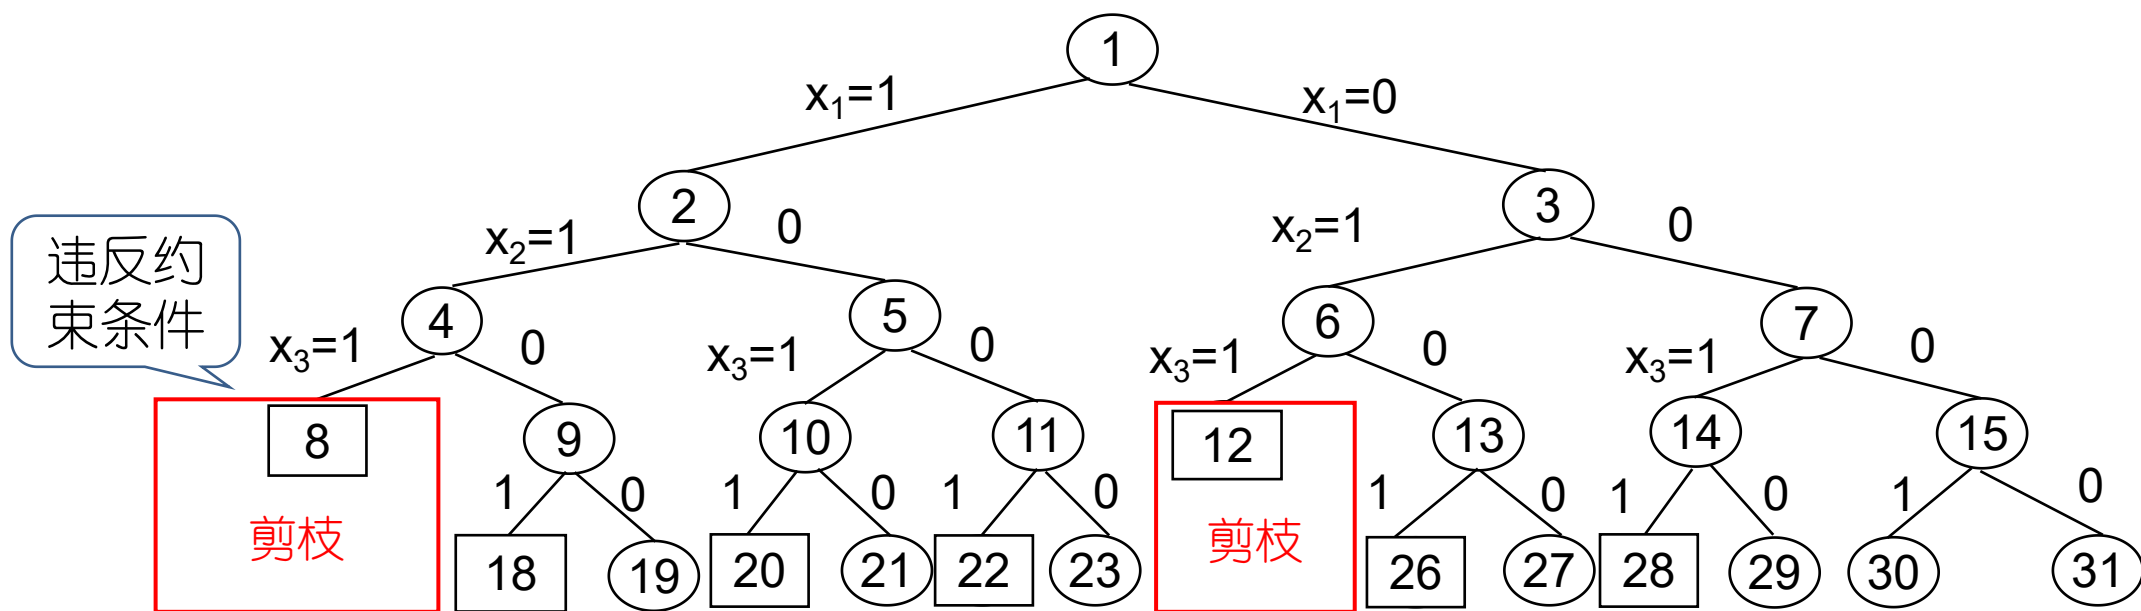 1
x₁=1 x₁=0
2 3
x₂=1 0 x₂=1 0
违反约
束条件
4 5 6 7
x₃=1 0 x₃=1 0 x₃=1 0 x₃=1 0
8 9 10 11 12 13 14 15
1 0 1 0 1 0 1 0 1 0 1 0
剪枝 剪枝
18 19 20 21 22 23 26 27 28 29 30 31